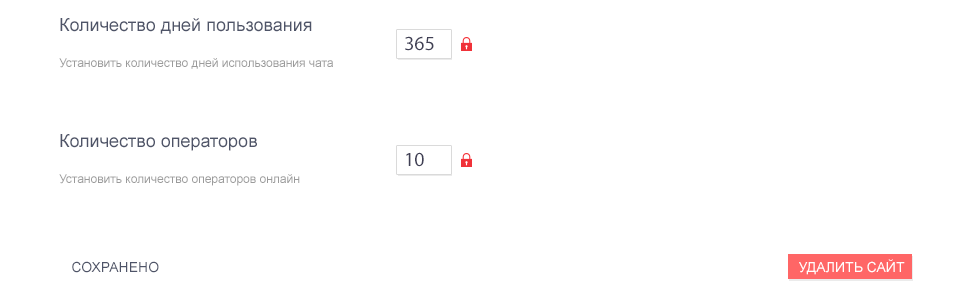 Количество дней пользования
365
Установить количество дней использования чата
Количество операторов
10
Установить количество операторов онлайн
СОХРАНЕНО
УДАЛИТЬ САЙТ